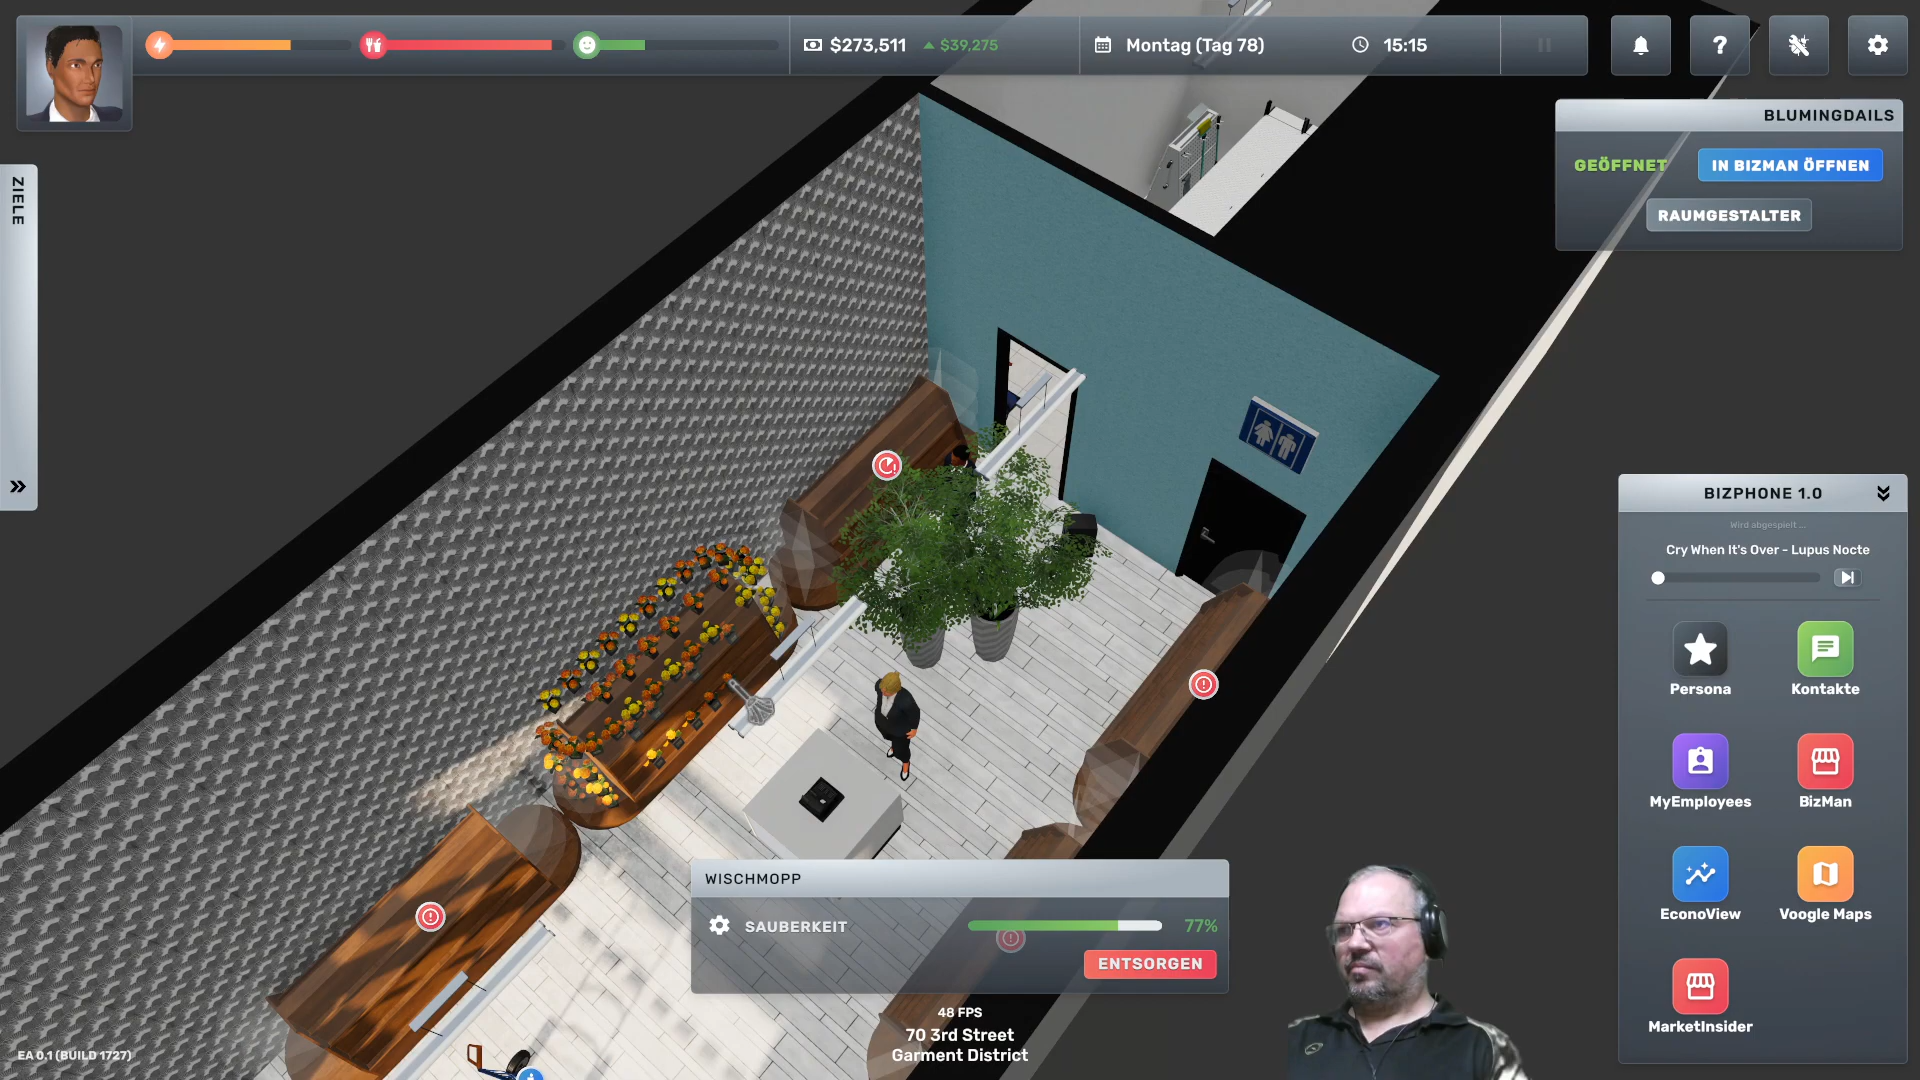 $273,511
$39,275
Montag (Tag 78)
15:15
?
BLUMINGDAILS
GEÖFFNET
IN BIZMAN ÖFFNEN
RAUMGESTALTER
ZIELE
BIZPHONE 1.0
Wird abgespielt ...
Cry When It's Over - Lupus Nocte
Persona
Kontakte
MyEmployees
BizMan
EconoView
Voogle Maps
MarketInsider
WISCHMOPP
SAUBERKEIT
77%
ENTSORGEN
48 FPS
70 3rd Street
Garment District
EA 0.1 (BUILD 1727)